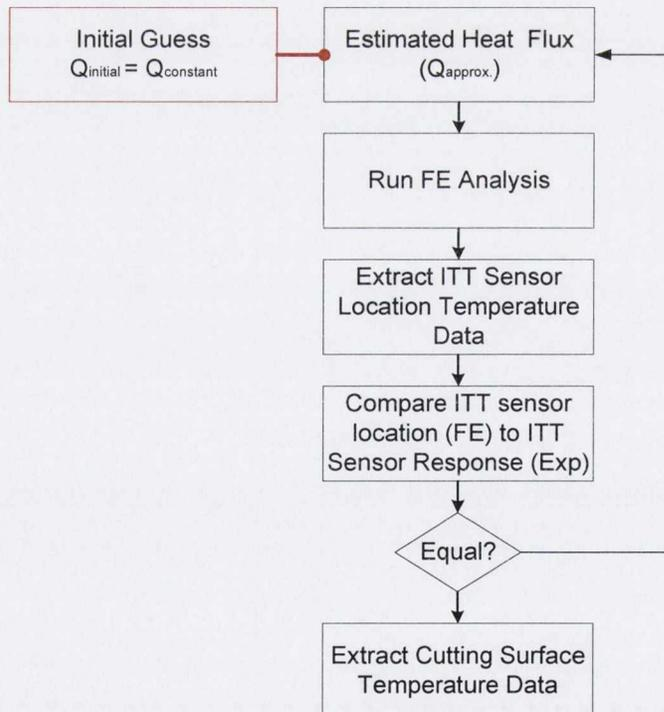 Initial Guess
Qinitial = Qconstant
Estimated Heat Flux
(Qapprox.)
Run FE Analysis
Extract ITT Sensor
Location Temperature
Data
Compare ITT sensor
location (FE) to ITT
Sensor Response (Exp)
Equal?
Extract Cutting Surface
Temperature Data